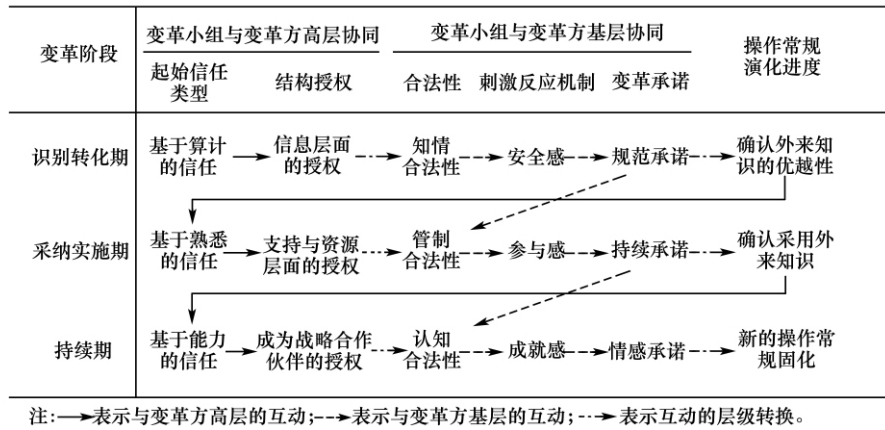 变革阶段
变革小组与变革方高层协同
变革小组与变革方基层协同
操作常规
演化进度
起始信任
类型
结构授权
合法性
刺激反应机制
变革承诺
识别转化期
基于算计
的信任
信息层面
的授权
知情
合法性
安全感
规范承诺
确认外来知
识的优越性
采纳实施期
基于熟悉
的信任
支持与资源
层面的授权
管制
合法性
参与感
持续承诺
确认采用外
来知识
持续期
基于能力
的信任
成为战略合作
伙伴的授权
认知
合法性
成就感
情感承诺
新的操作常
规固化
注:表示与变革方高层的互动;表示与变革方基层的互动;表示互动的层级转换。